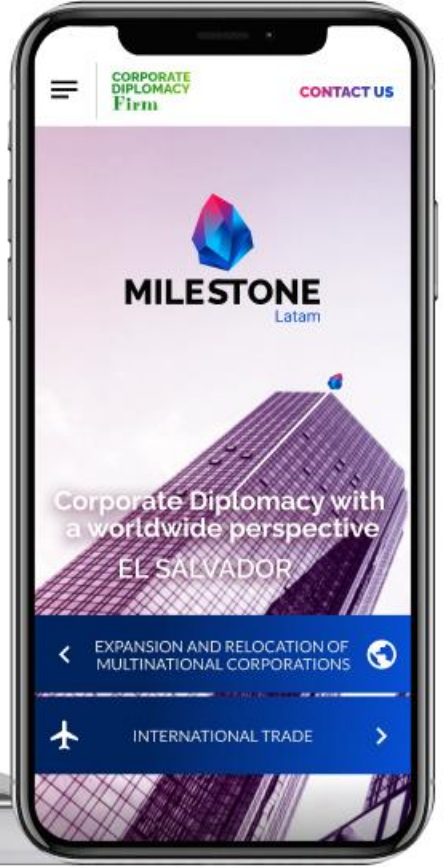 CORPORATE
DIPLOMACY
Firm
CONTACT US
MILESTONE
Latam
Corporate Diplomacy with
a worldwide perspective
EL SALVADOR
EXPANSION AND RELOCATION OF
MULTINATIONAL CORPORATIONS
INTERNATIONAL TRADE